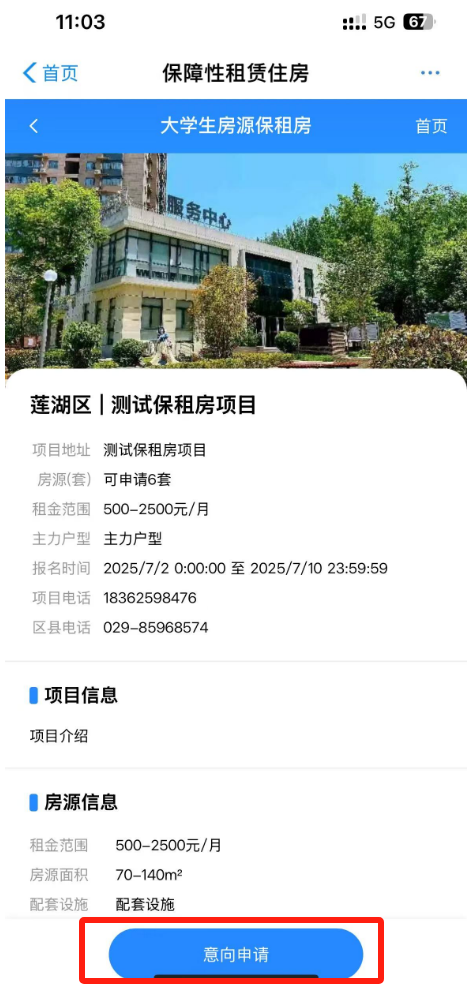 11:03
5G 67
首页
保障性租赁住房
大学生房源保租房
首页
服务中心
莲湖区 | 测试保租房项目
项目地址 测试保租房项目
房源(套) 可申请6套
租金范围 500-2500元/月
主力户型 主力户型
报名时间 2025/7/2 0:00:00 至 2025/7/10 23:59:59
项目电话 18362598476
区县电话 029-85968574
项目信息
项目介绍
房源信息
租金范围 500-2500元/月
房源面积 70-140m²
配套设施 配套设施
意向申请